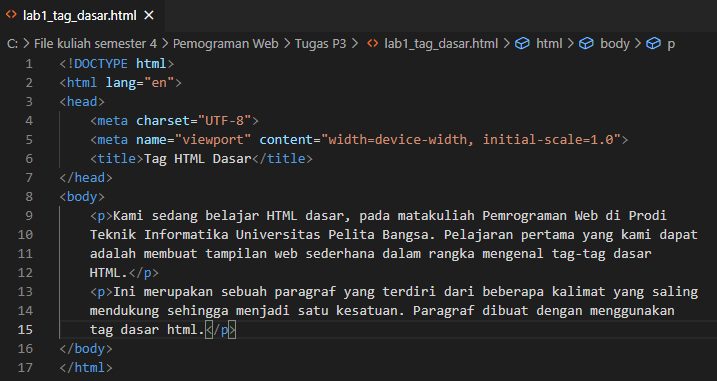 lab1_tag_dasar.html ×
C: > File kuliah semester 4 > Pemograman Web > Tugas P3 > lab1_tag_dasar.html > html > body > p
1 <!DOCTYPE html>
2 <html lang="en">
3 <head>
4 <meta charset="UTF-8">
5 <meta name="viewport" content="width=device-width, initial-scale=1.0">
6 <title>Tag HTML Dasar</title>
7 </head>
8 <body>
9 <p>Kami sedang belajar HTML dasar, pada matakuliah Pemrograman Web di Prodi
10 Teknik Informatika Universitas Pelita Bangsa. Pelajaran pertama yang kami dapat
11 adalah membuat tampilan web sederhana dalam rangka mengenal tag-tag dasar
12 HTML.</p>
13 <p>Ini merupakan sebuah paragraf yang terdiri dari beberapa kalimat yang saling
14 mendukung sehingga menjadi satu kesatuan. Paragraf dibuat dengan menggunakan
15 tag dasar html.</p>
16 </body>
17 </html>